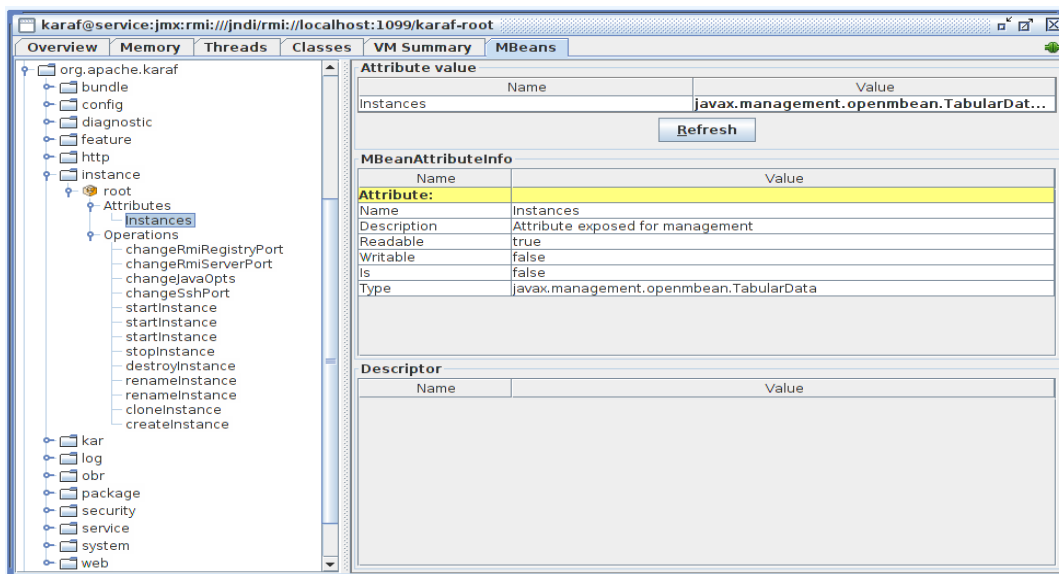 karaf@service:jmx:rmi:///jndi/rmi://localhost:1099/karaf-root
Overview Memory Threads Classes VM Summary MBeans
org.apache.karaf
bundle
config
diagnostic
feature
http
instance
root
Attributes
Instances
Operations
changeRmiRegistryPort
changeRmiServerPort
changeJavaOpts
changeSshPort
startInstance
startInstance
startInstance
stopInstance
destroyInstance
renameInstance
renameInstance
cloneInstance
createInstance
kar
log
obr
package
security
service
system
web
Attribute value
Name Value
Instances javax.management.openmbean.TabularDat...
Refresh
MBeanAttributeInfo
Name Value
Attribute:
Name Instances
Description Attribute exposed for management
Readable true
Writable false
Is false
Type javax.management.openmbean.TabularData
Descriptor
Name Value